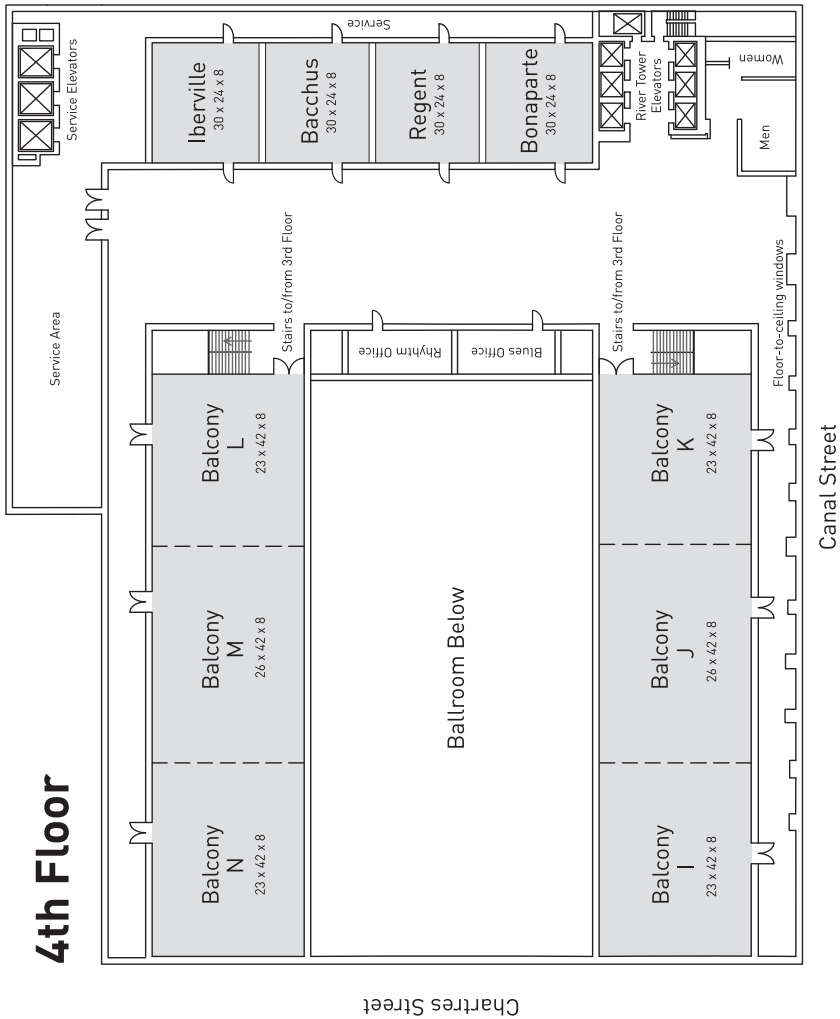 4th Floor
Service Elevators
Service
Iberville
30 x 24 x 8
Bacchus
30 x 24 x 8
Regent
30 x 24 x 8
Bonaparte
30 x 24 x 8
River Tower
Elevators
Women
Men
Service Area
Stairs to/from 3rd Floor
Stairs to/from 3rd Floor
Floor-to-ceiling windows
Rhyhtm Office
Blues Office
Balcony
L
23 x 42 x 8
Balcony
K
23 x 42 x 8
Balcony
M
26 x 42 x 8
Ballroom Below
Balcony
J
26 x 42 x 8
Balcony
N
23 x 42 x 8
Balcony
I
23 x 42 x 8
Canal Street
Chartres Street